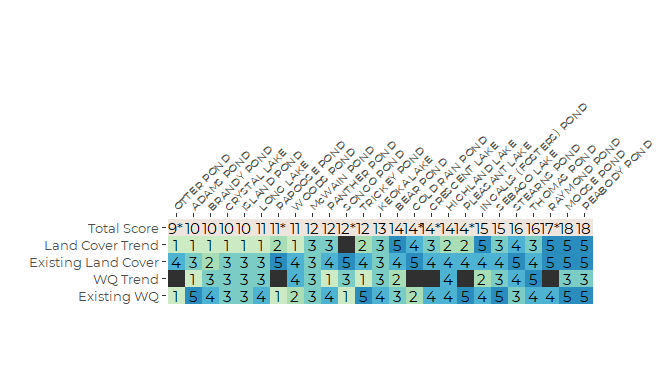 OTTER POND
ADAMS POND
BRANDY POND
CRYSTAL LAKE
ISLAND POND
LONG LAKE
PAPOOSE POND
WOODS POND
McWAIN POND
PANTHER POND
SONGO POND
TRICKEY POND
KEOKA LAKE
BEAR POND
COLD RAIN POND
CRESCENT LAKE
HIGHLAND LAKE
PLEASANT LAKE
INGALLS (FOSTER'S) POND
SEBAGO LAKE
STEARNS POND
THOMAS POND
RAYMOND POND
MOOSE POND
PEABODY POND
Total Score 9* 10 10 10 10 11 11* 11 12 12 12* 12 13 14 14* 14* 14 14* 15 15 16 16 17* 18 18
Land Cover Trend 1 1 1 1 1 1 2 1 3 3 2 3 5 4 3 2 2 5 3 4 3 5 5 5
Existing Land Cover 4 3 2 3 3 3 5 4 3 4 5 4 3 4 5 4 4 4 4 4 5 4 5 5 5
WQ Trend 1 3 3 3 3 4 3 1 3 1 3 2 4 2 3 4 5 3 3
Existing WQ 1 5 4 3 3 4 1 2 3 4 1 5 4 3 2 4 4 5 4 5 3 4 4 5 5